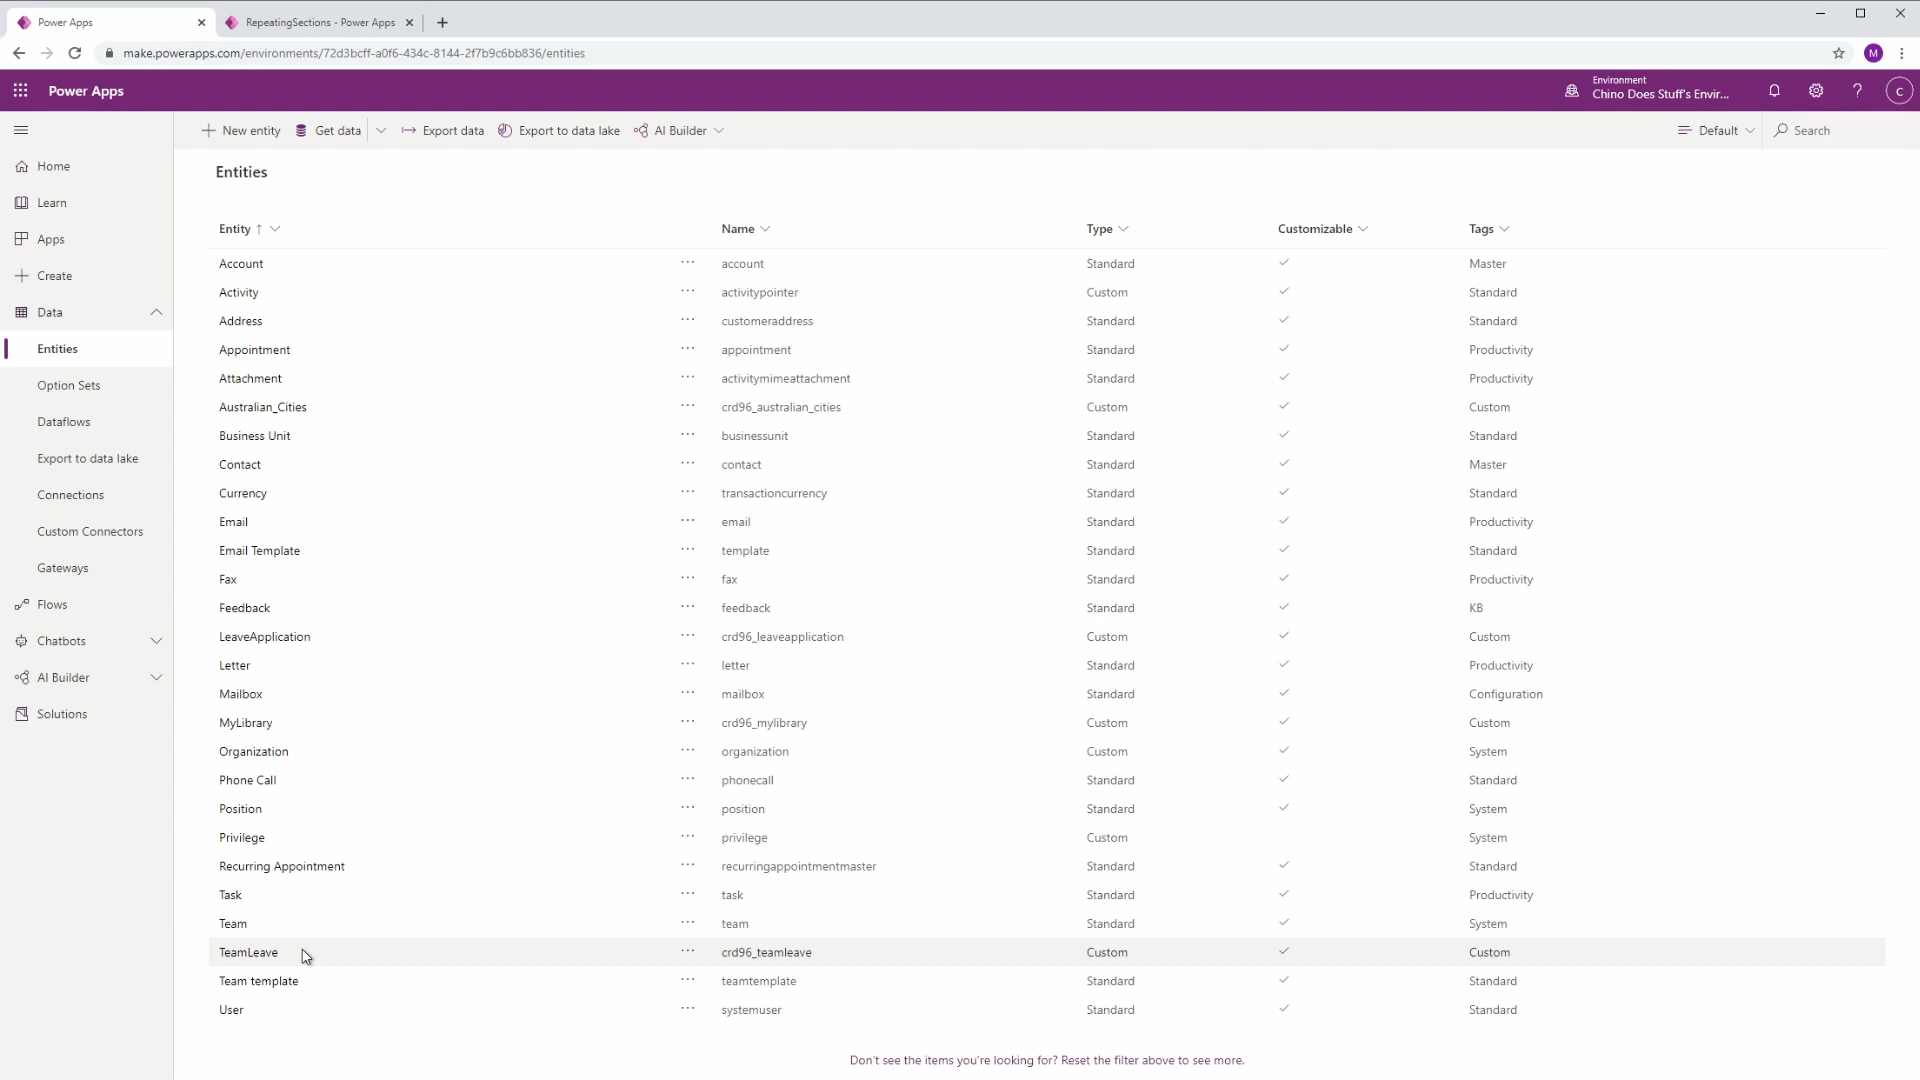 Power Apps
RepeatingSections - Power Apps
make.powerapps.com/environments/72d3bcff-a0f6-434c-8144-2f7b9c6bb836/entities
M
Power Apps
Environment
Chino Does Stuff's Envir...
?
C
New entity
Get data
Export data
Export to data lake
AI Builder
Default
Search
Home
Learn
Apps
Create
Data
Entities
Option Sets
Dataflows
Export to data lake
Connections
Custom Connectors
Gateways
Flows
Chatbots
AI Builder
Solutions
Entities
Entity ↑ Name Type Customizable Tags
Account ... account Standard ✓ Master
Activity ... activitypointer Custom ✓ Standard
Address ... customeraddress Standard ✓ Standard
Appointment ... appointment Standard ✓ Productivity
Attachment ... activitymimeattachment Standard ✓ Productivity
Australian_Cities ... crd96_australian_cities Custom ✓ Custom
Business Unit ... businessunit Standard ✓ Standard
Contact ... contact Standard ✓ Master
Currency ... transactioncurrency Standard ✓ Standard
Email ... email Standard ✓ Productivity
Email Template ... template Standard ✓ Standard
Fax ... fax Standard ✓ Productivity
Feedback ... feedback Standard ✓ KB
LeaveApplication ... crd96_leaveapplication Custom ✓ Custom
Letter ... letter Standard ✓ Productivity
Mailbox ... mailbox Standard ✓ Configuration
MyLibrary ... crd96_mylibrary Custom ✓ Custom
Organization ... organization Custom ✓ System
Phone Call ... phonecall Standard ✓ Standard
Position ... position Standard ✓ System
Privilege ... privilege Custom System
Recurring Appointment ... recurringappointmentmaster Standard ✓ Standard
Task ... task Standard ✓ Productivity
Team ... team Standard ✓ System
TeamLeave ... crd96_teamleave Custom ✓ Custom
Team template ... teamtemplate Standard ✓ Standard
User ... systemuser Standard ✓ Standard
Don't see the items you're looking for? Reset the filter above to see more.